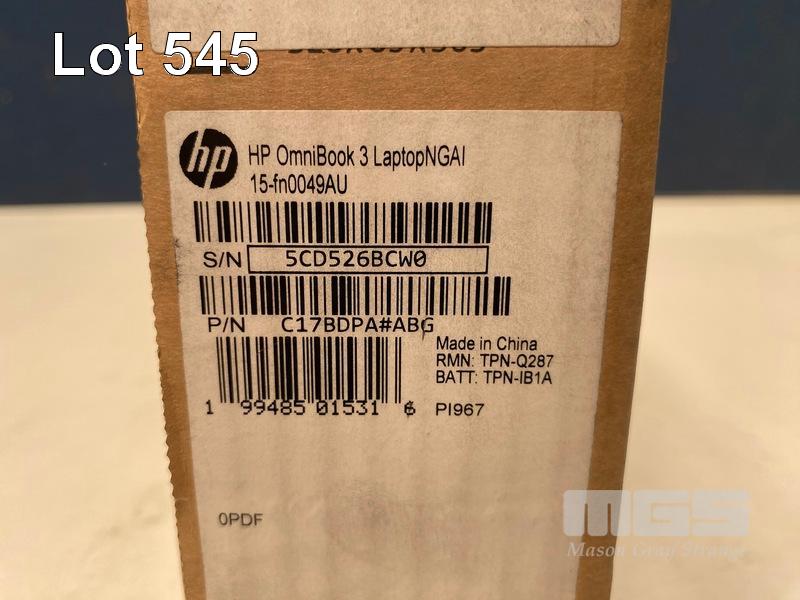 Lot 545
hp
HP OmniBook 3 LaptopNGAI
15-fn0049AU
S/N 5CD526BCW0
P/N C17BDPA#ABG
Made in China
RMN: TPN-Q287
BATT: TPN-IB1A
1 99485 01531 6 PI967
0PDF
MGS
Mason Gray Strange